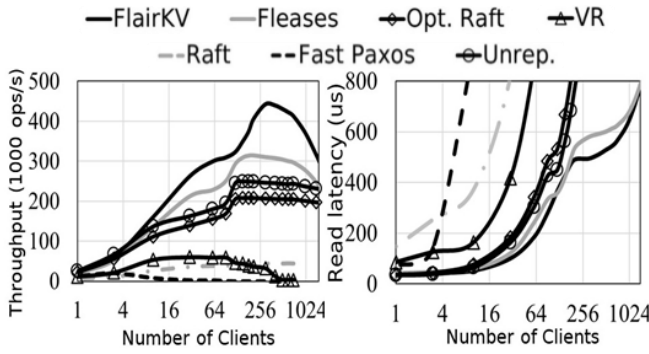 FlairKV Fleases Opt. Raft VR
Raft Fast Paxos Unrep.
Throughput (1000 ops/s)
500
400
300
200
100
0
1 4 16 64 256 1024
Number of Clients
Read latency (us)
800
600
400
200
0
1 4 16 64 256 1024
Number of Clients